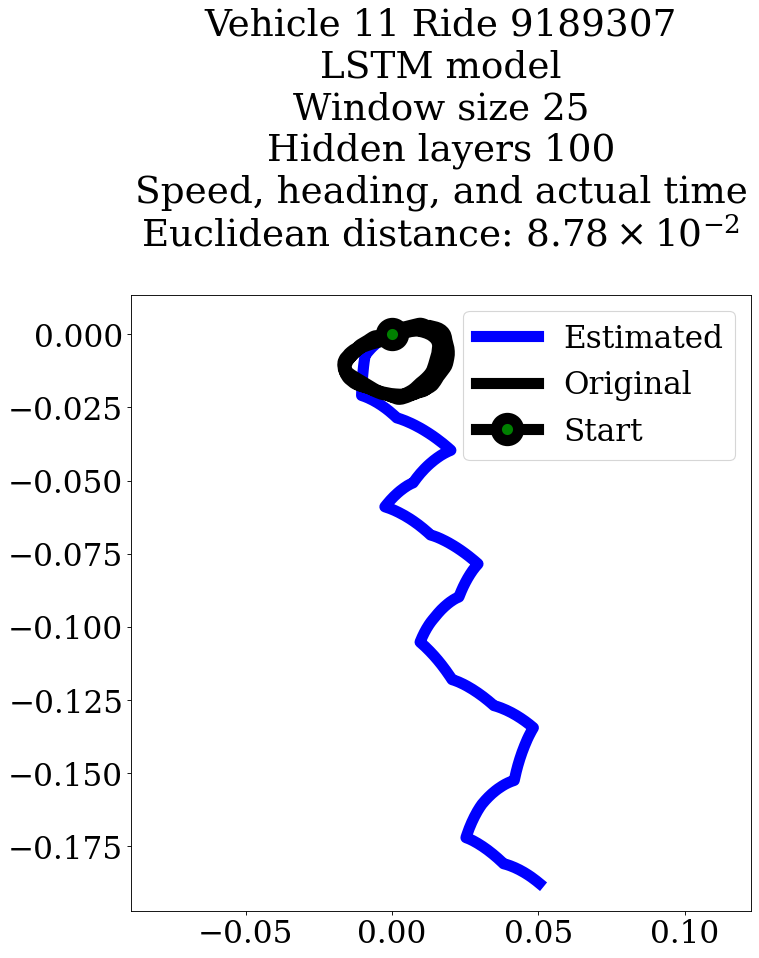 Vehicle 11 Ride 9189307
LSTM model
Window size 25
Hidden layers 100
Speed, heading, and actual time
Euclidean distance: 8.78 × 10⁻²
Estimated
Original
Start
0.000
−0.025
−0.050
−0.075
−0.100
−0.125
−0.150
−0.175
−0.05 0.00 0.05 0.10